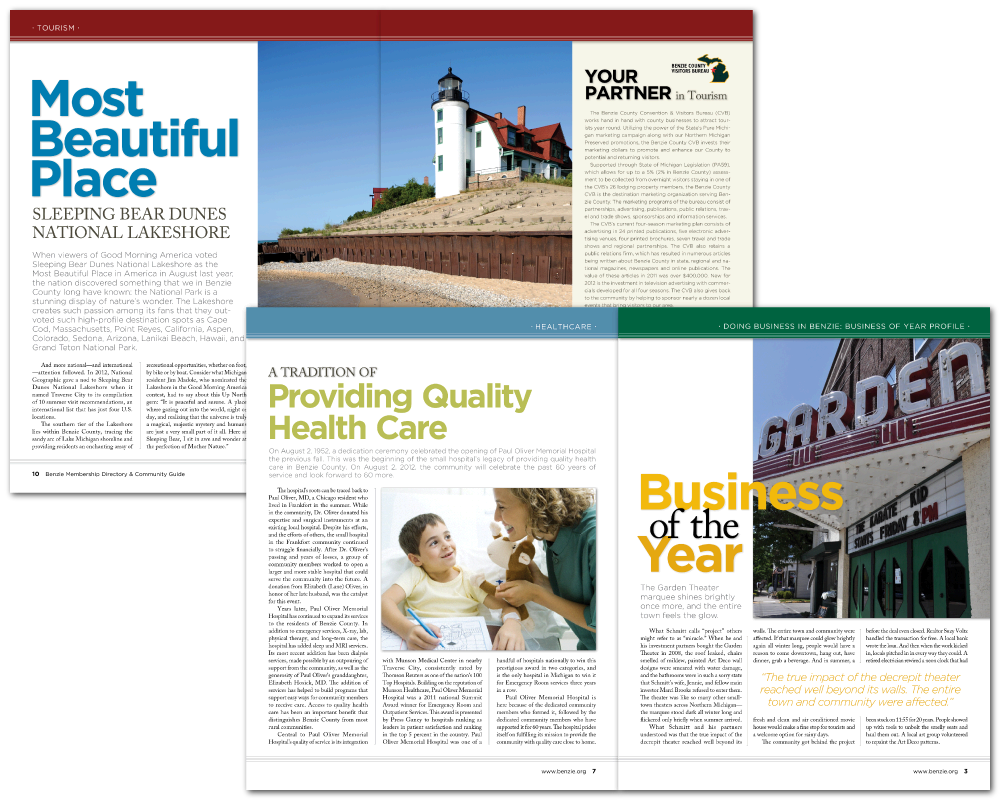 · TOURISM ·
Most
Beautiful
Place
SLEEPING BEAR DUNES
NATIONAL LAKESHORE
When viewers of Good Morning America voted
Sleeping Bear Dunes National Lakeshore as the
Most Beautiful Place in America in August last year,
the nation discovered something that we in Benzie
County long have known: the National Park is a
stunning display of nature's wonder. The Lakeshore
creates such passion among its fans that they out-
voted such high-profile destination spots as Cape
Cod, Massachusetts, Point Reyes, California, Aspen,
Colorado, Sedona, Arizona, Lanikai Beach, Hawaii, and
Grand Teton National Park.
And more national—and international
—attention followed. In 2012, National
Geographic gave a nod to Sleeping Bear
Dunes National Lakeshore when it
named Traverse City to its compilation
of 10 summer visit recommendations, an
international list that has just four U.S.
locations.
The southern tier of the Lakeshore
lies within Benzie County, tracing the
sandy arc of Lake Michigan shoreline and
providing residents an enchanting array of
recreational opportunities, whether on foot,
by bike or by boat. Consider what Michigan
resident Jim Madole, who nominated the
Lakeshore in the Good Morning America
contest, had to say about this Up North
gem: "It is peaceful and serene. A place
where gazing out into the world, night or
day, and realizing that the universe is truly
a magical, majestic mystery and humans
are just a very small part of it all. Here at
Sleeping Bear, I sit in awe and wonder at
the perfection of Mother Nature."
10 Benzie Membership Directory & Community Guide
YOUR
PARTNER in Tourism
BENZIE COUNTY
VISITORS BUREAU
The Benzie County Convention & Visitors Bureau (CVB)
works hand in hand with county businesses to attract tour-
ists year round. Utilizing the power of the State's Pure Michi-
gan marketing campaign along with our Northern Michigan
Preserved promotions, the Benzie County CVB invests their
marketing dollars to promote and enhance our County to
potential and returning visitors.
Supported through State of Michigan Legislation (PA59),
which allows for up to a 5% (2% in Benzie County) assess-
ment to be collected from overnight visitors staying in one of
the CVB's 26 lodging property members, the Benzie County
CVB is the destination marketing organization serving Ben-
zie County. The marketing programs of the bureau consist of
partnerships, advertising, publications, public relations, trav-
el and trade shows, sponsorships and information services.
The CVB's current four-season marketing plan consists of
advertising in 24 printed publications, five electronic adver-
tising venues, four printed brochures, seven travel and trade
shows and regional partnerships. The CVB also retains a
public relations firm, which has resulted in numerous articles
being written about Benzie County in state, regional and na-
tional magazines, newspapers and online publications. The
value of these articles in 2011 was over $400,000. New for
2012 is the investment in television advertising with commer-
cials developed for all four seasons. The CVB also gives back
to the community by helping to sponsor nearly a dozen local
events that bring visitors to our area.
· HEALTHCARE ·
A TRADITION OF
Providing Quality
Health Care
On August 2, 1952, a dedication ceremony celebrated the opening of Paul Oliver Memorial Hospital
the previous fall. This was the beginning of the small hospital's legacy of providing quality health
care in Benzie County. On August 2, 2012, the community will celebrate the past 60 years of
service and look forward to 60 more.
The hospital's roots can be traced back to
Paul Oliver, MD, a Chicago resident who
lived in Frankfort in the summer. While
in the community, Dr. Oliver donated his
expertise and surgical instruments at an
existing local hospital. Despite his efforts,
and the efforts of others, the small hospital
in the Frankfort community continued
to struggle financially. After Dr. Oliver's
passing and years of losses, a group of
community members worked to open a
larger and more stable hospital that could
serve the community into the future. A
donation from Elizabeth (Lane) Oliver, in
honor of her late husband, was the catalyst
for this event.
Years later, Paul Oliver Memorial
Hospital has continued to expand its services
to the residents of Benzie County. In
addition to emergency services, X-ray, lab,
physical therapy, and long-term care, the
hospital has added sleep and MRI services.
Its most recent addition has been dialysis
services, made possible by an outpouring of
support from the community, as well as the
generosity of Paul Oliver's granddaughter,
Elizabeth Hosick, MD. The addition of
services has helped to build programs that
support easy ways for community members
to receive care. Access to quality health
care has been an important benefit that
distinguishes Benzie County from most
rural communities.
Central to Paul Oliver Memorial
Hospital's quality of service is its integration
with Munson Medical Center in nearby
Traverse City, consistently rated by
Thomson Reuters as one of the nation's 100
Top Hospitals. Building on the reputation of
Munson Healthcare, Paul Oliver Memorial
Hospital was a 2011 national Summit
Award winner for Emergency Room and
Outpatient Services. This award is presented
by Press Ganey to hospitals ranking as
leaders in patient satisfaction and ranking
in the top 5 percent in the country. Paul
Oliver Memorial Hospital was one of a
handful of hospitals nationally to win this
prestigious award in two categories, and
is the only hospital in Michigan to win it
for Emergency Room services three years
in a row.
Paul Oliver Memorial Hospital is
here because of the dedicated community
members who formed it, followed by the
dedicated community members who have
supported it for 60 years. The hospital prides
itself on fulfilling its mission to provide the
community with quality care close to home.
www.benzie.org 7
· DOING BUSINESS IN BENZIE: BUSINESS OF YEAR PROFILE ·
GARDEN
KID
THE KARATE
STARTS FRIDAY 9 PM
Business
of the
Year
The Garden Theater
marquee shines brightly
once more, and the entire
town feels the glow.
What Schmitt calls "project" others
might refer to as "miracle." When he and
his investment partners bought the Garden
Theater in 2008, the roof leaked, chairs
smelled of mildew, painted Art Deco wall
designs were smeared with water damage,
and the bathrooms were in such a sorry state
that Schmitt's wife, Jeanie, and fellow main
investor Marci Brooks refused to enter them.
The theater was like so many other small
town theaters across Northern Michigan—
the marquee stood dark all winter long and
flickered only briefly when summer arrived.
What Schmitt and his partners
understood was that the true impact of the
decrepit theater reached well beyond its
walls. The entire town and community were
affected. If that marquee could glow brightly
again all winter long, people would have a
reason to come downtown, hang out, have
dinner, grab a beverage. And in summer, a
fresh and clean and air conditioned movie
house would make a fine stop for tourists and
a welcome option for rainy days.
The community got behind the project
before the deal even closed. Realtor Suzy Voltz
handled the transaction for free. A local bank
wrote the loan. And then when the work kicked
in, locals pitched in in every way they could. A
retired electrician rewired a neon clock that had
been stuck on 11:55 for 20 years. People showed
up with tools to unbolt the smelly seats and
haul them out. A local art group volunteered
to repaint the Art Deco patterns.
"The true impact of the decrepit theater
reached well beyond its walls. The entire
town and community were affected."
www.benzie.org 3